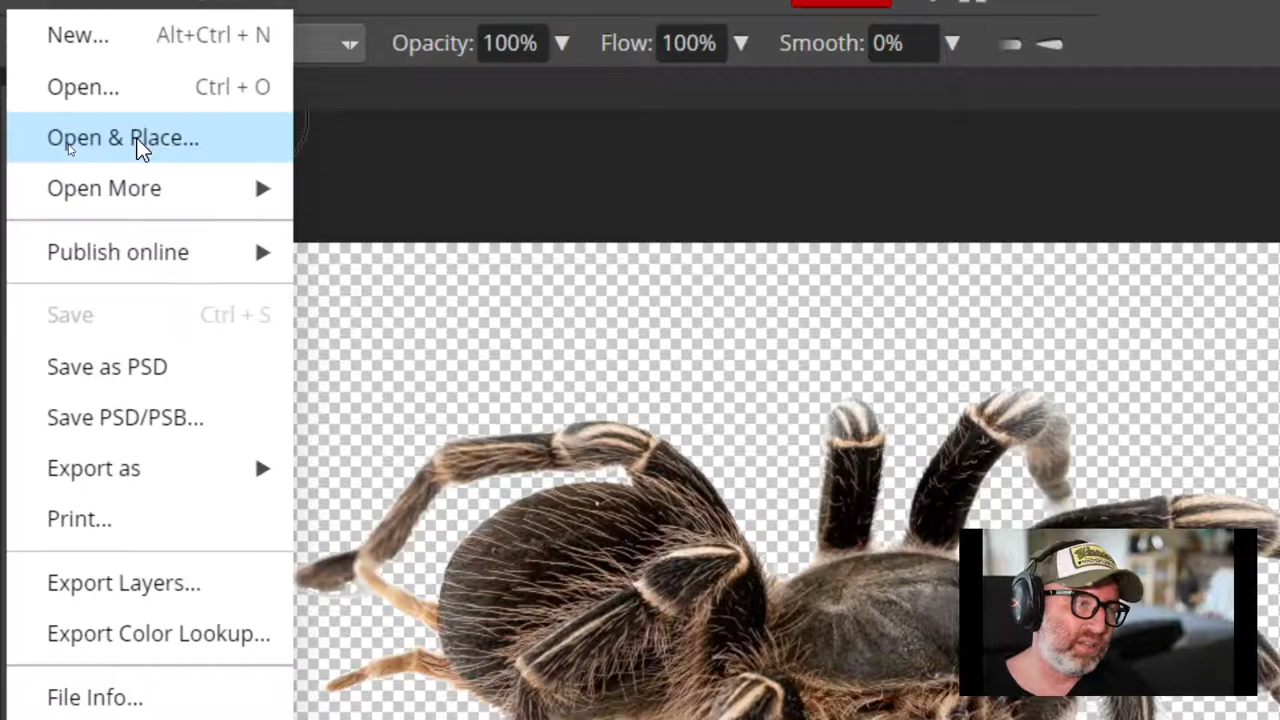 New... Alt+Ctrl + N
Open... Ctrl + O
Open & Place...
Open More
Publish online
Save Ctrl + S
Save as PSD
Save PSD/PSB...
Export as
Print...
Export Layers...
Export Color Lookup...
File Info...
Opacity: 100% Flow: 100% Smooth: 0%